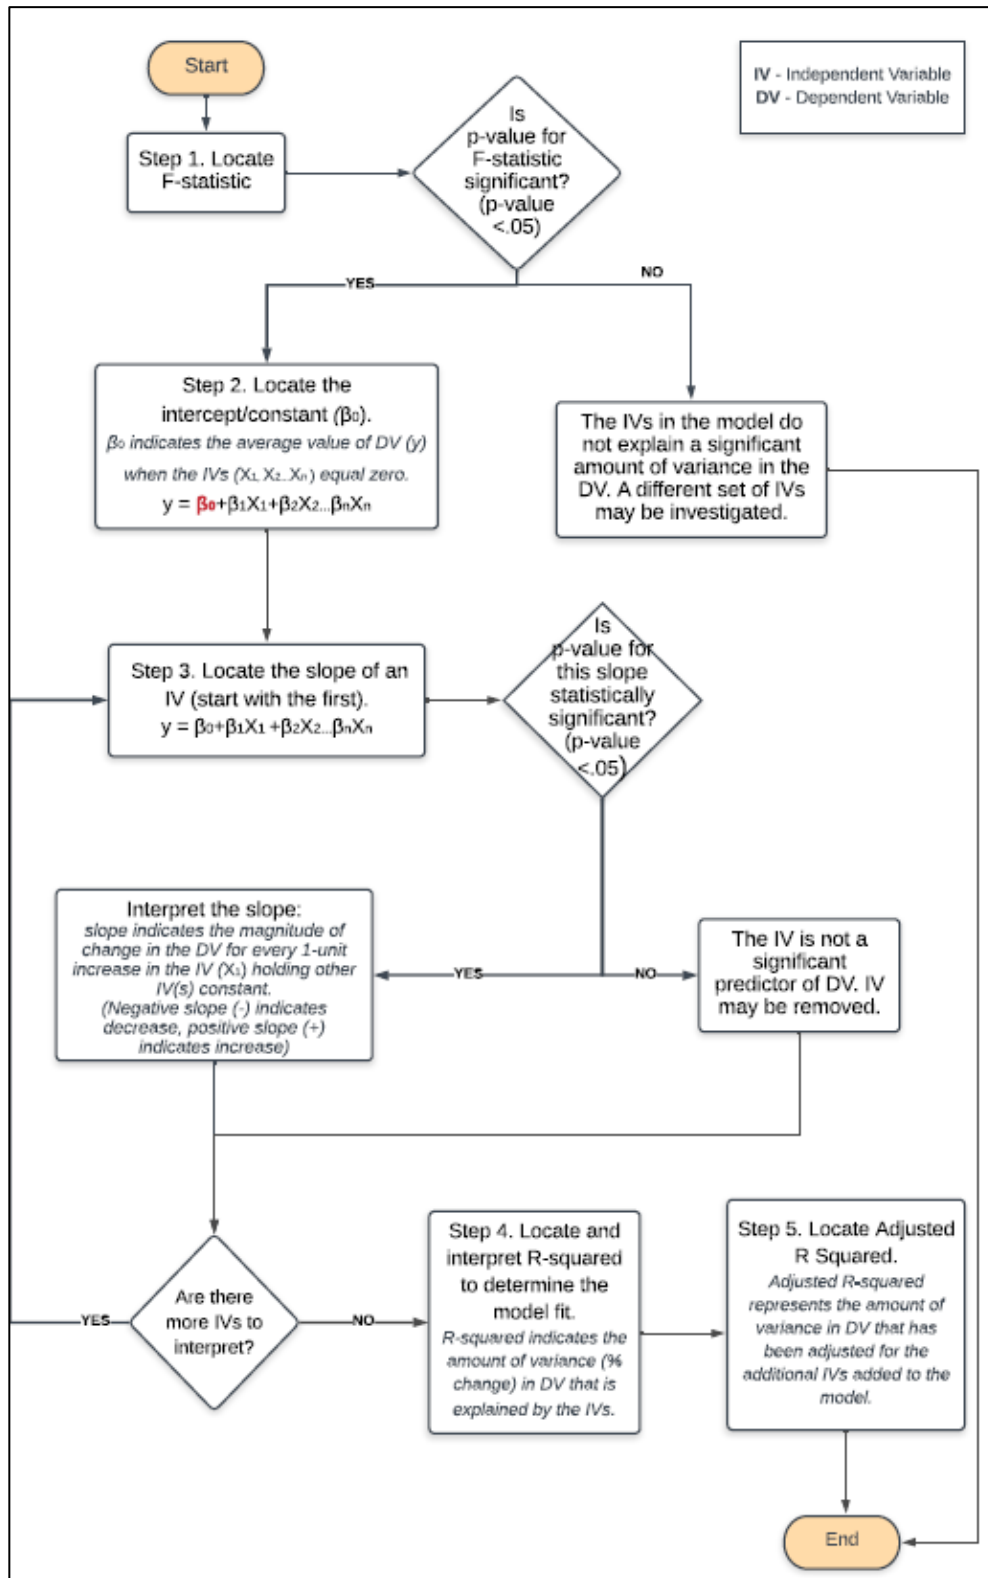 Start
IV - Independent Variable
DV - Dependent Variable
Step 1. Locate
F-statistic
Is
p-value for
F-statistic
significant?
(p-value
<.05)
YES
NO
Step 2. Locate the
intercept/constant (β₀).
β₀ indicates the average value of DV (y)
when the IVs (X₁, X₂...Xₙ) equal zero.
y = β₀+β₁X₁+β₂X₂...βₙXₙ
The IVs in the model do
not explain a significant
amount of variance in the
DV. A different set of IVs
may be investigated.
Step 3. Locate the slope of an
IV (start with the first).
y = β₀+β₁X₁ +β₂X₂...βₙXₙ
Is
p-value for
this slope
statistically
significant?
(p-value
<.05)
Interpret the slope:
slope indicates the magnitude of
change in the DV for every 1-unit
increase in the IV (X₁) holding other
IV(s) constant.
(Negative slope (-) indicates
decrease, positive slope (+)
indicates increase)
YES
NO
The IV is not a
significant
predictor of DV. IV
may be removed.
Are there
more IVs to
interpret?
YES
NO
Step 4. Locate and
interpret R-squared
to determine the
model fit.
R-squared indicates the
amount of variance (%
change) in DV that is
explained by the IVs.
Step 5. Locate Adjusted
R Squared.
Adjusted R-squared
represents the amount of
variance in DV that has
been adjusted for the
additional IVs added to the
model.
End